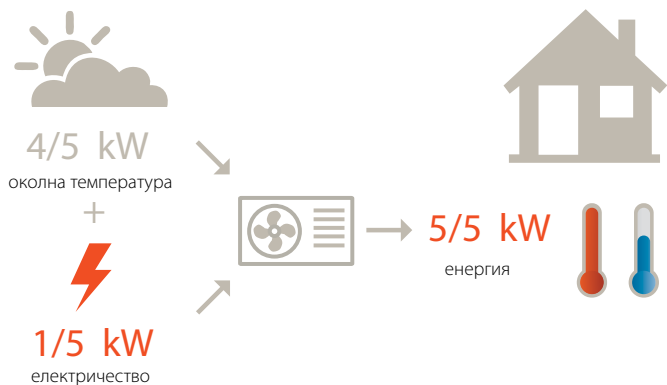 4/5 kW
околна температура
+
1/5 kW
електричество
5/5 kW
енергия